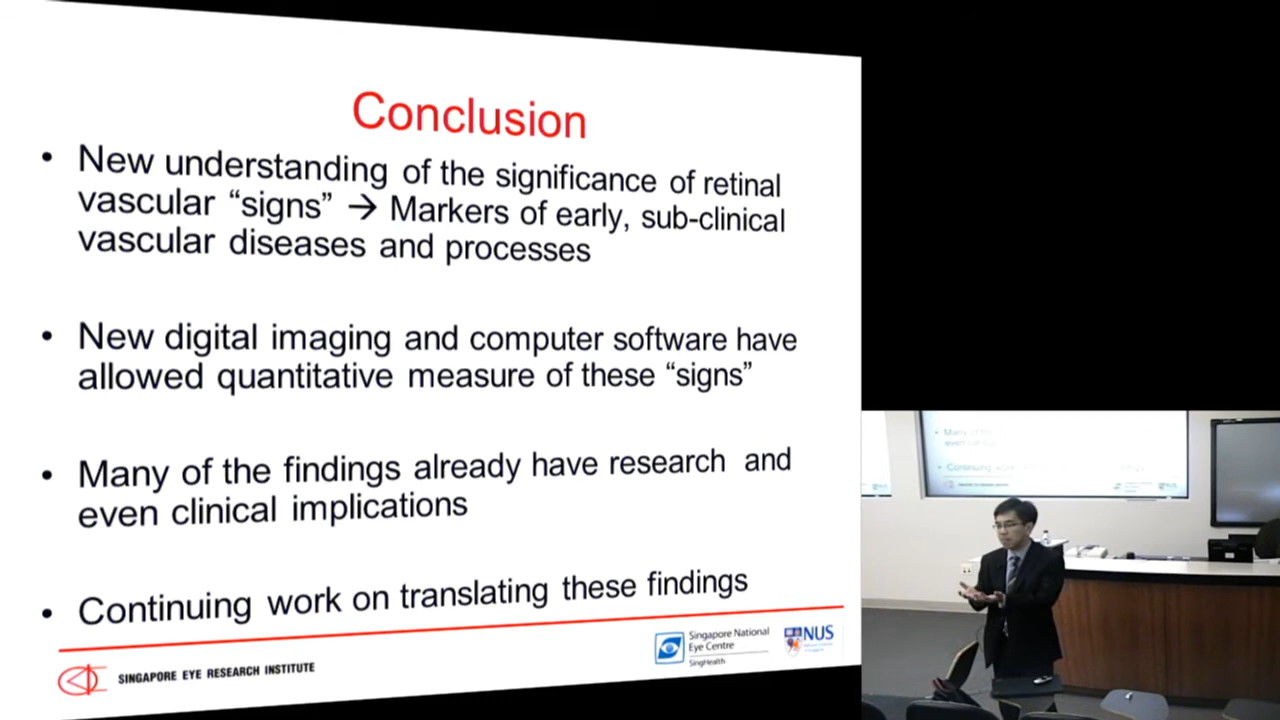 Conclusion
• New understanding of the significance of retinal
vascular “signs” → Markers of early, sub-clinical
vascular diseases and processes
• New digital imaging and computer software have
allowed quantitative measure of these “signs”
• Many of the findings already have research and
even clinical implications
• Continuing work on translating these findings
SINGAPORE EYE RESEARCH INSTITUTE
Singapore National
Eye Centre
SingHealth
NUS